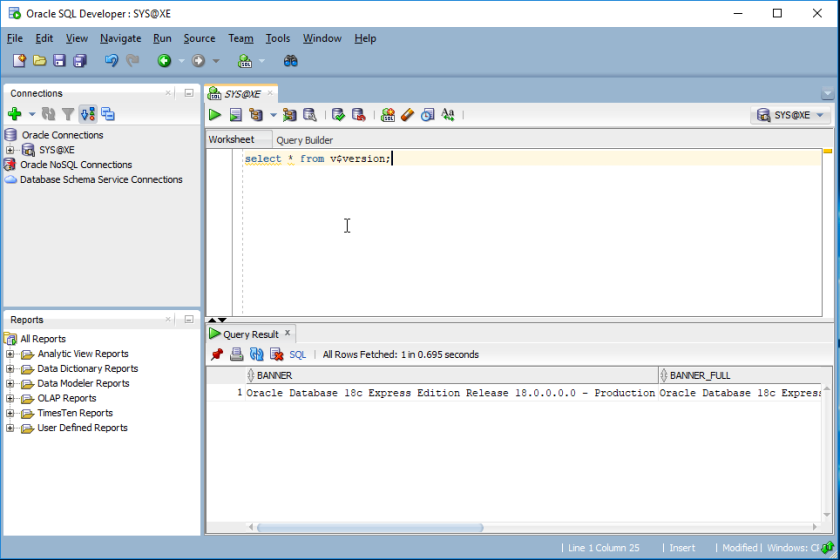 Oracle SQL Developer : SYS@XE
File Edit View Navigate Run Source Team Tools Window Help
Connections
Oracle Connections
SYS@XE
Oracle NoSQL Connections
Database Schema Service Connections
Reports
All Reports
Analytic View Reports
Data Dictionary Reports
Data Modeler Reports
OLAP Reports
TimesTen Reports
User Defined Reports
SYS@XE
SYS@XE
Worksheet Query Builder
select * from v$version;
Query Result
SQL | All Rows Fetched: 1 in 0.695 seconds
BANNER BANNER_FULL
1 Oracle Database 18c Express Edition Release 18.0.0.0.0 - Production Oracle Database 18c Express
Line 1 Column 25 | Insert | Modified | Windows: